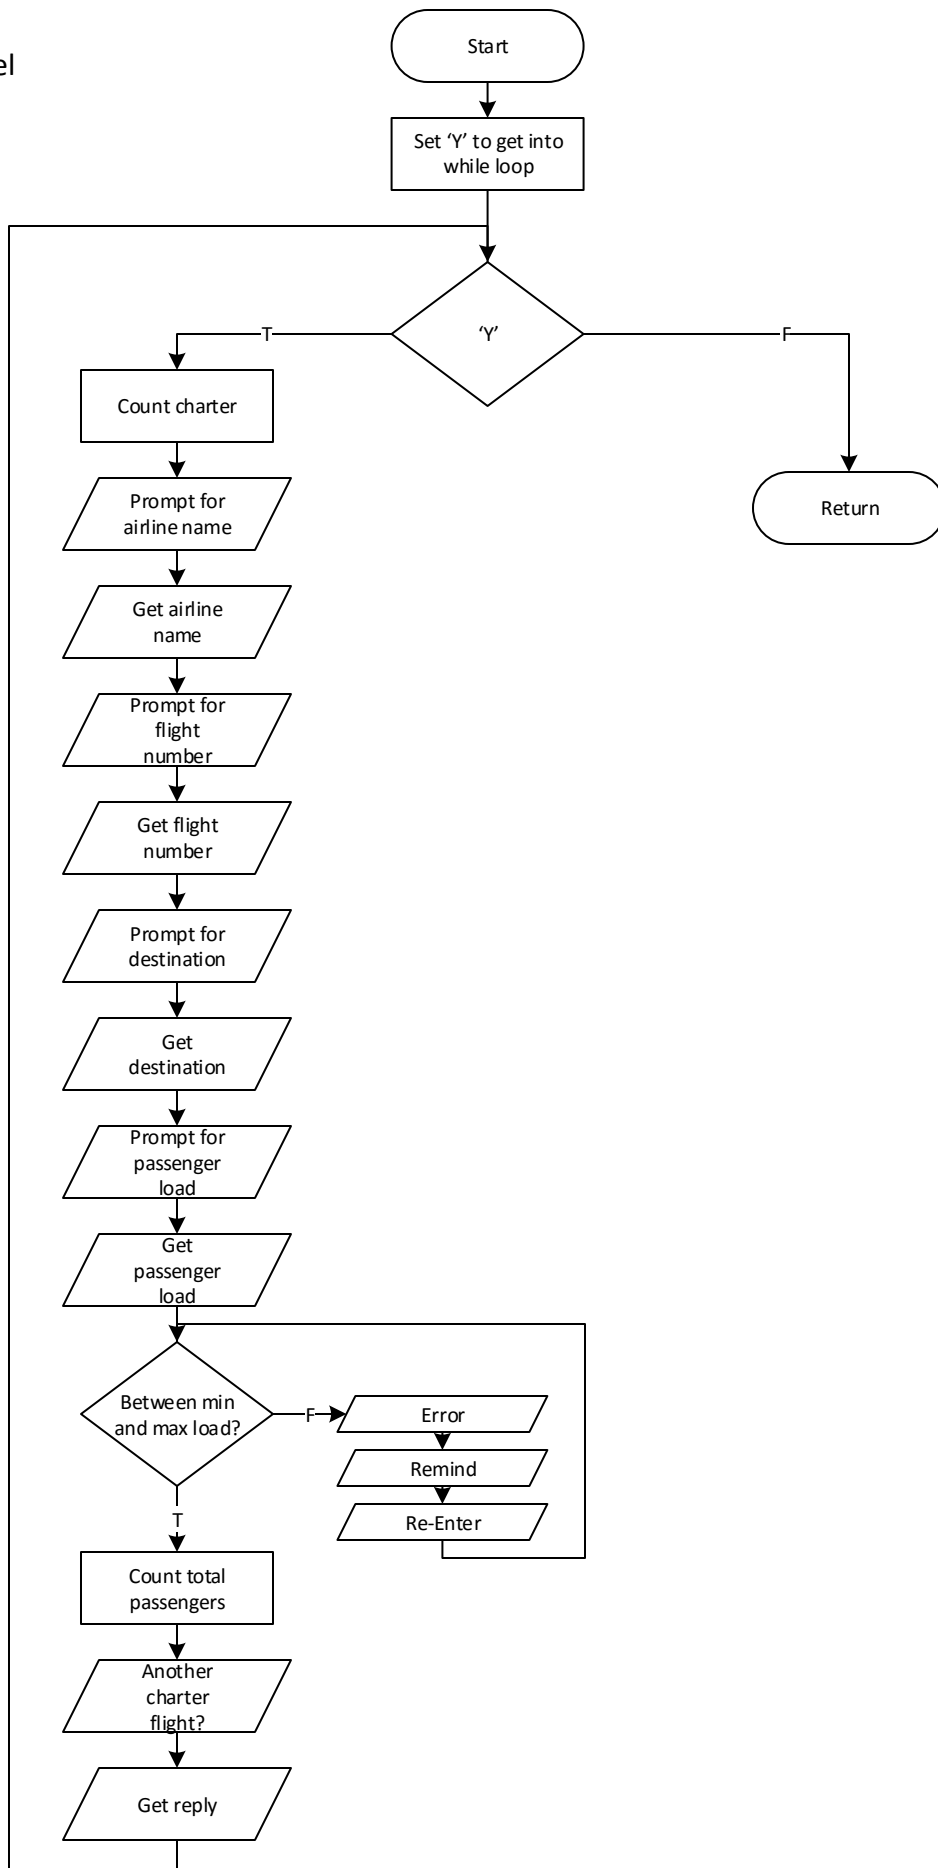 el
Start
Set ‘Y’ to get into
while loop
‘Y’
T
F
Count charter
Prompt for
airline name
Return
Get airline
name
Prompt for
flight
number
Get flight
number
Prompt for
destination
Get
destination
Prompt for
passenger
load
Get
passenger
load
Between min
and max load?
F
Error
Remind
Re-Enter
T
Count total
passengers
Another
charter
flight?
Get reply